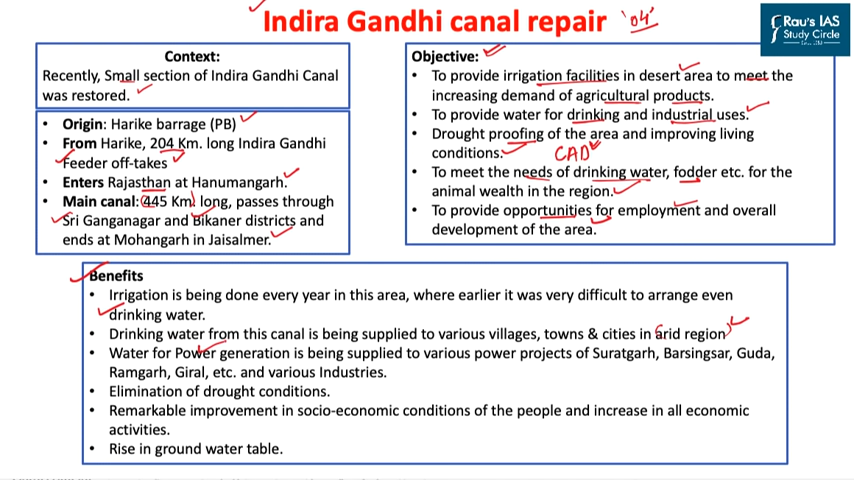 Indira Gandhi canal repair '04'
Rau's IAS
Study Circle
Context:
Recently, Small section of Indira Gandhi Canal
was restored.
• Origin: Harike barrage (PB)
• From Harike, 204 Km. long Indira Gandhi
Feeder off-takes
• Enters Rajasthan at Hanumangarh.
• Main canal: 445 Km. long, passes through
Sri Ganganagar and Bikaner districts and
ends at Mohangarh in Jaisalmer.
Objective:
• To provide irrigation facilities in desert area to meet the
increasing demand of agricultural products.
• To provide water for drinking and industrial uses.
• Drought proofing of the area and improving living
conditions. CAD
• To meet the needs of drinking water, fodder etc. for the
animal wealth in the region.
• To provide opportunities for employment and overall
development of the area.
Benefits
• Irrigation is being done every year in this area, where earlier it was very difficult to arrange even
drinking water.
• Drinking water from this canal is being supplied to various villages, towns & cities in arid region
• Water for Power generation is being supplied to various power projects of Suratgarh, Barsingsar, Guda,
Ramgarh, Giral, etc. and various Industries.
• Elimination of drought conditions.
• Remarkable improvement in socio-economic conditions of the people and increase in all economic
activities.
• Rise in ground water table.